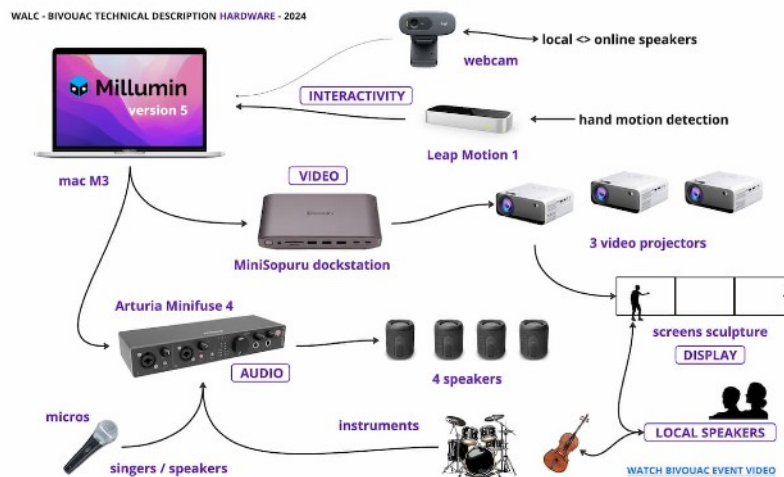 WALC - BIVOUAC TECHNICAL DESCRIPTION HARDWARE - 2024
Millumin
version 5
webcam
local <> online speakers
INTERACTIVITY
hand motion detection
Leap Motion 1
mac M3
VIDEO
MiniSopuru dockstation
3 video projectors
Arturia Minifuse 4
screens sculpture
DISPLAY
AUDIO
4 speakers
micros
instruments
LOCAL SPEAKERS
singers / speakers
WATCH BIVOUAC EVENT VIDEO